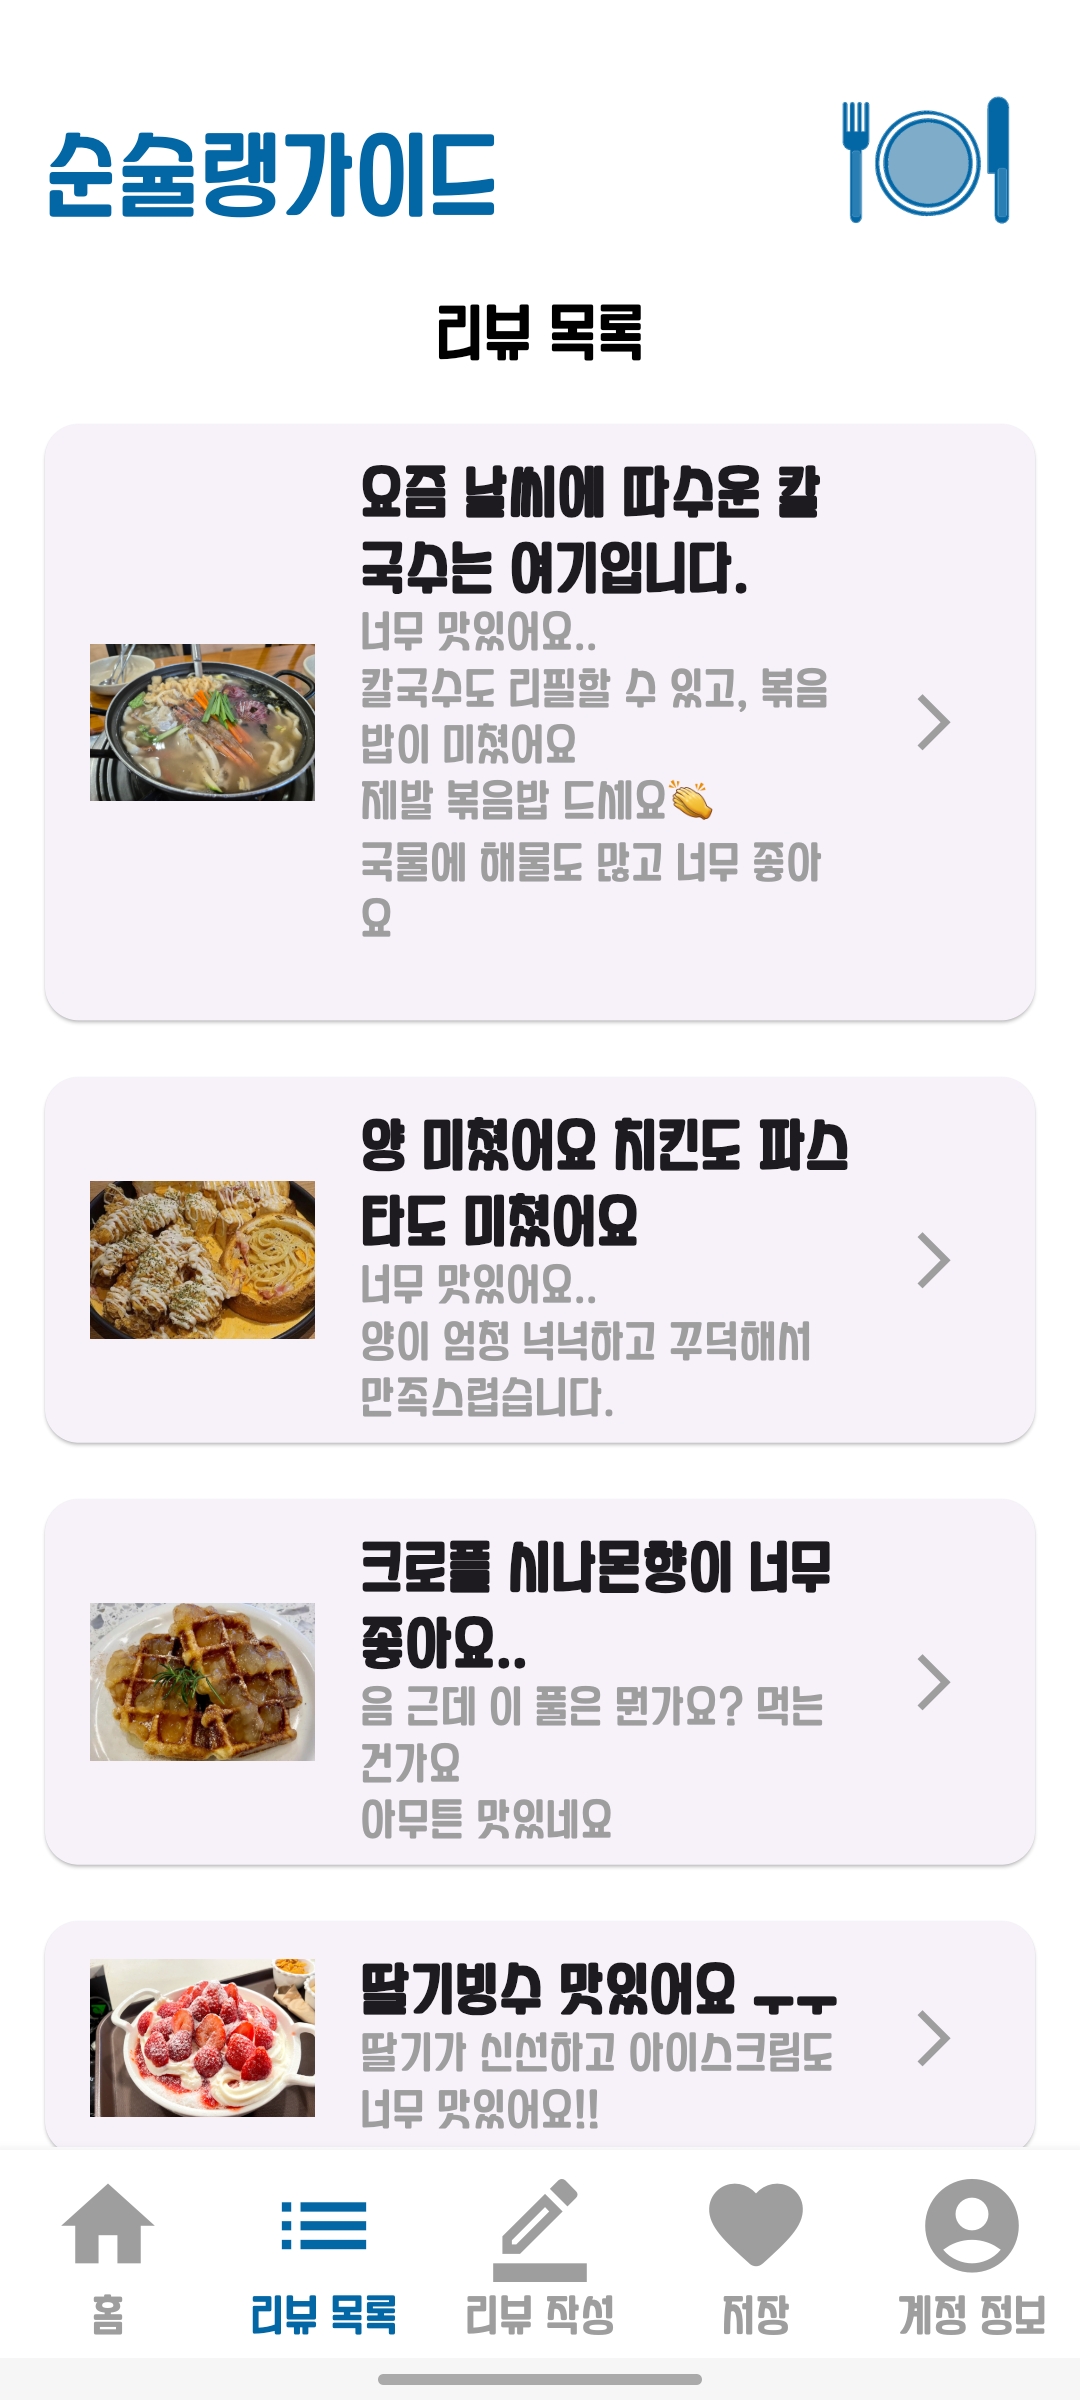 순슐랭가이드
리뷰 목록
요즘 날씨에 따수운 칼
국수는 여기입니다.
너무 맛있어요..
칼국수도 리필할 수 있고, 볶음
밥이 미쳤어요
제발 볶음밥 드세요👏
국물에 해물도 많고 너무 좋아
요
양 미쳤어요 치킨도 파스
타도 미쳤어요
너무 맛있어요..
양이 엄청 넉넉하고 꾸덕해서
만족스럽습니다.
크로플 시나몬향이 너무
좋아요..
음 근데 이 풀은 뭔가요? 먹는
건가요
아무튼 맛있네요
딸기빙수 맛있어요 ㅜㅜ
딸기가 신선하고 아이스크림도
너무 맛있어요!!
홈
리뷰 목록
리뷰 작성
저장
계정 정보